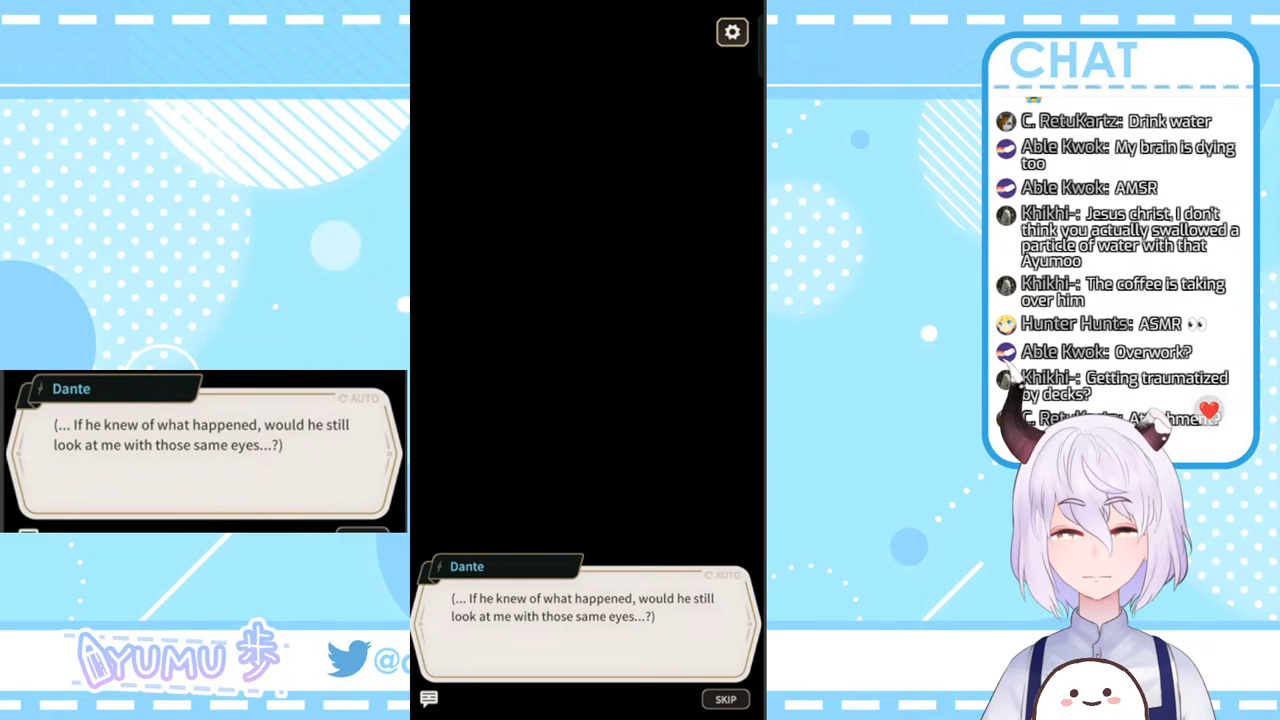 Dante
AUTO
(... If he knew of what happened, would he still
look at me with those same eyes...?)
AYUMU 歩
@
Dante
AUTO
(... If he knew of what happened, would he still
look at me with those same eyes...?)
SKIP
CHAT
C. RetuKartz: Drink water
Able Kwok: My brain is dying
too
Able Kwok: AMSR
Khikhi-: Jesus christ, I don't
think you actually swallowed a
particle of water with that
Ayumoo
Khikhi-: The coffee is taking
over him
Hunter Hunts: ASMR
Able Kwok: Overwork?
Khikhi-: Getting traumatized
by decks?
C. RetuKartz: